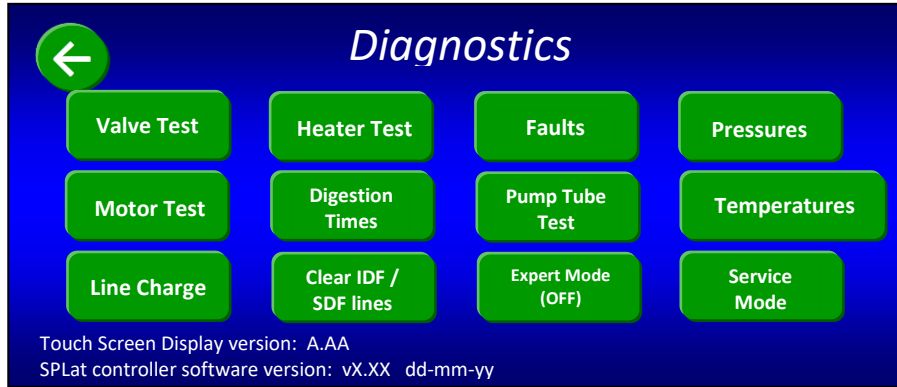 Diagnostics
Valve Test
Heater Test
Faults
Pressures
Motor Test
Digestion
Times
Pump Tube
Test
Temperatures
Line Charge
Clear IDF /
SDF lines
Expert Mode
(OFF)
Service
Mode
Touch Screen Display version: A.AA
SPLat controller software version: vX.XX dd-mm-yy